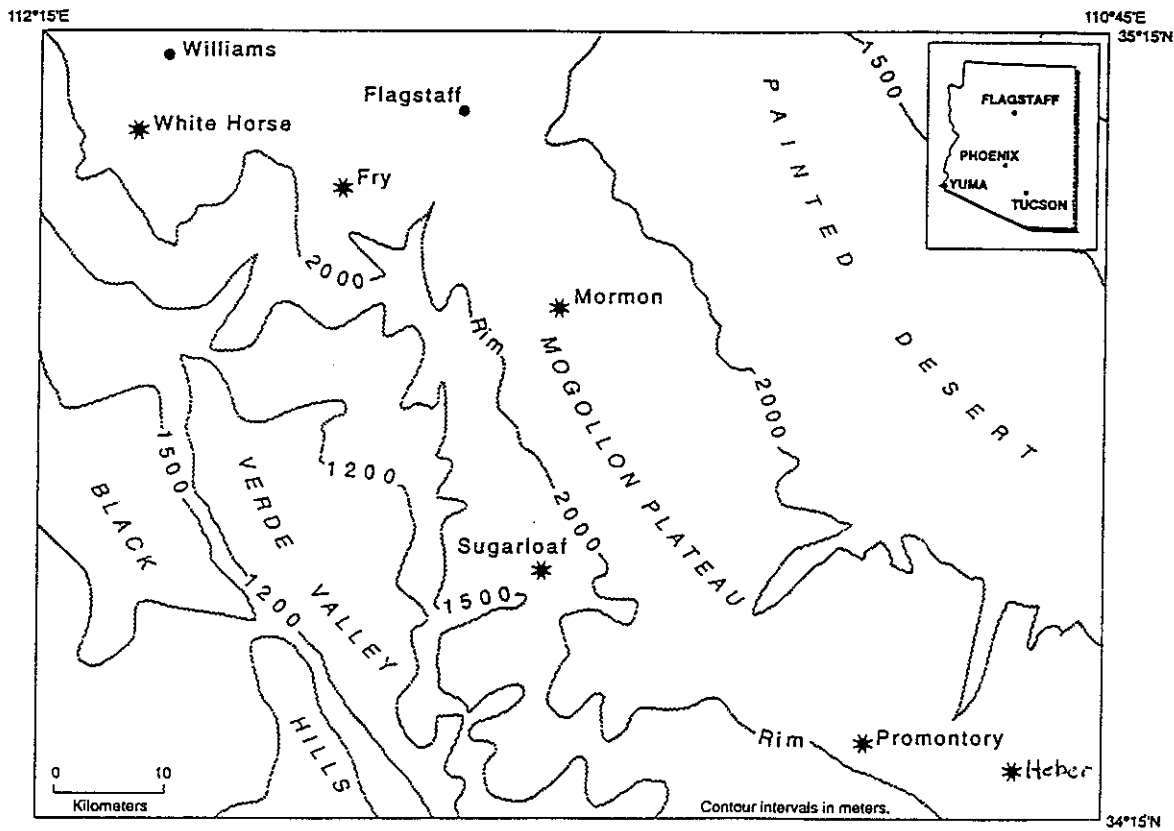 112°15'E
110°45'E
35°15'N
Williams
White Horse
Flagstaff
Fry
1500
PAINTED
DESERT
FLAGSTAFF
PHOENIX
YUMA
TUCSON
2000
Rim
Mormon
MOGOLLON PLATEAU
2000
2000
1500
1200
BLACK
VERDE
VALLEY
Sugarloaf
1500
1200
HILLS
Rim
Promontory
Heber
0 10
Kilometers
Contour intervals in meters.
34°15'N